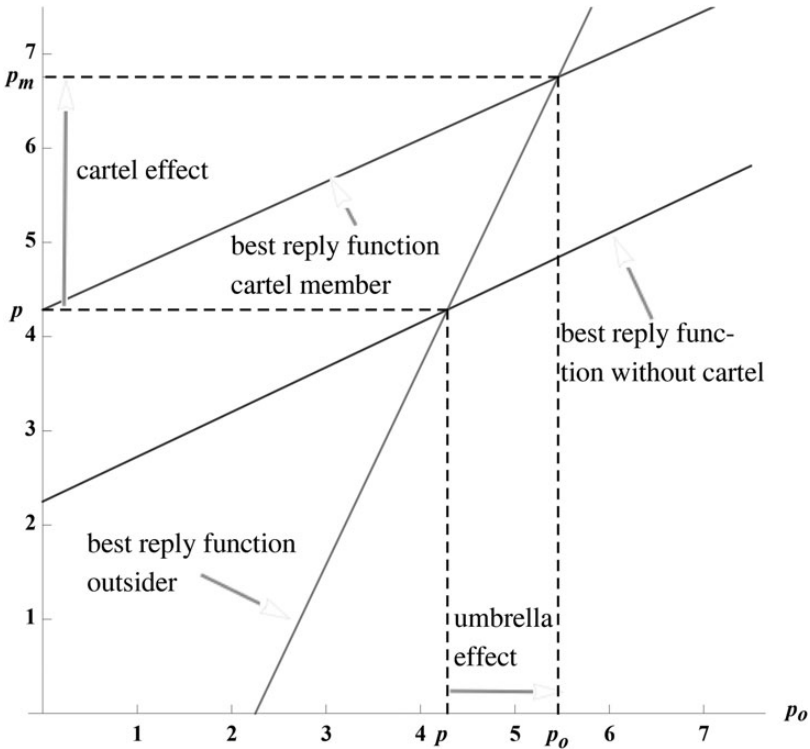 7
p_m
6
cartel effect
5
best reply function
cartel member
p
4
best reply func-
tion without cartel
3
2
best reply function
outsider
1
umbrella
effect
1 2 3 4 p 5 p_o 6 7 p_o